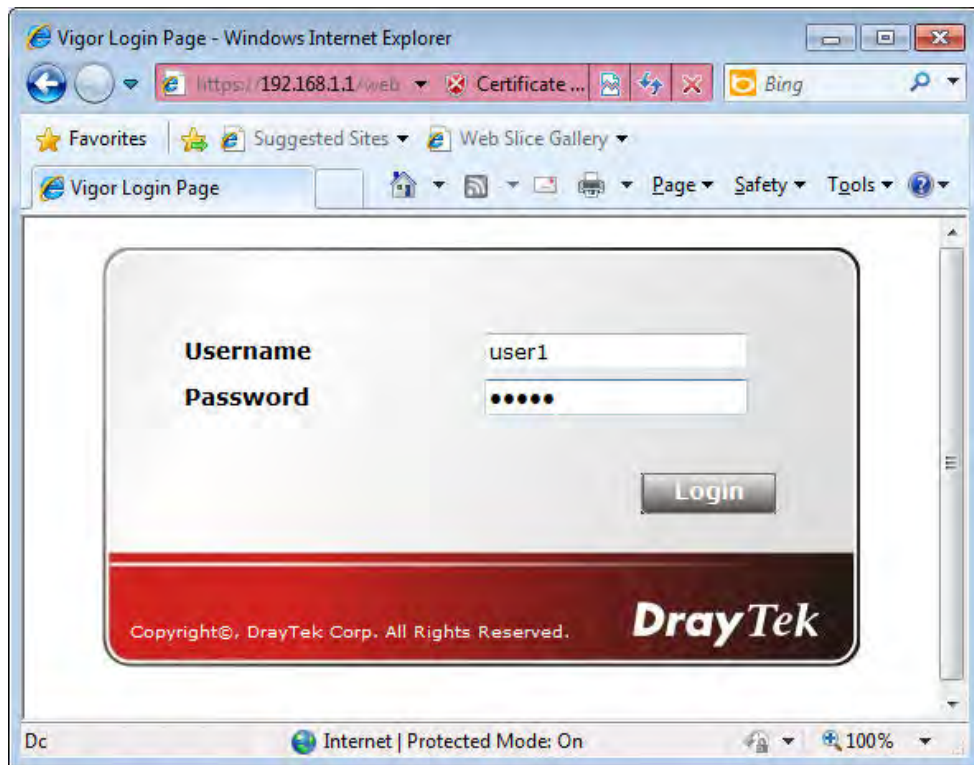 Vigor Login Page - Windows Internet Explorer
https://192.168.1.1/web Certificate ... Bing
Favorites Suggested Sites Web Slice Gallery
Vigor Login Page Page Safety Tools
Username user1
Password •••••
Login
Copyright©, DrayTek Corp. All Rights Reserved. DrayTek
Dc Internet | Protected Mode: On 100%